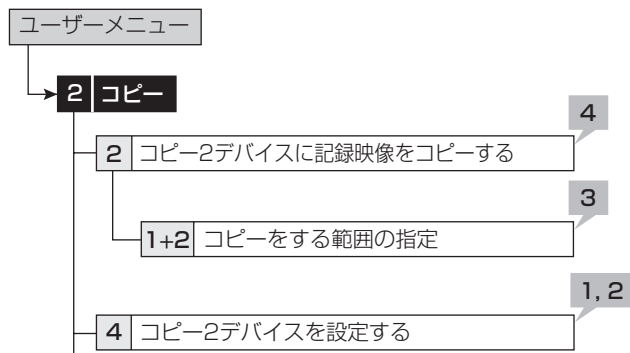 ユーザーメニュー
2 コピー
4
2 コピー2デバイスに記録映像をコピーする
3
1+2 コピーをする範囲の指定
1, 2
4 コピー2デバイスを設定する